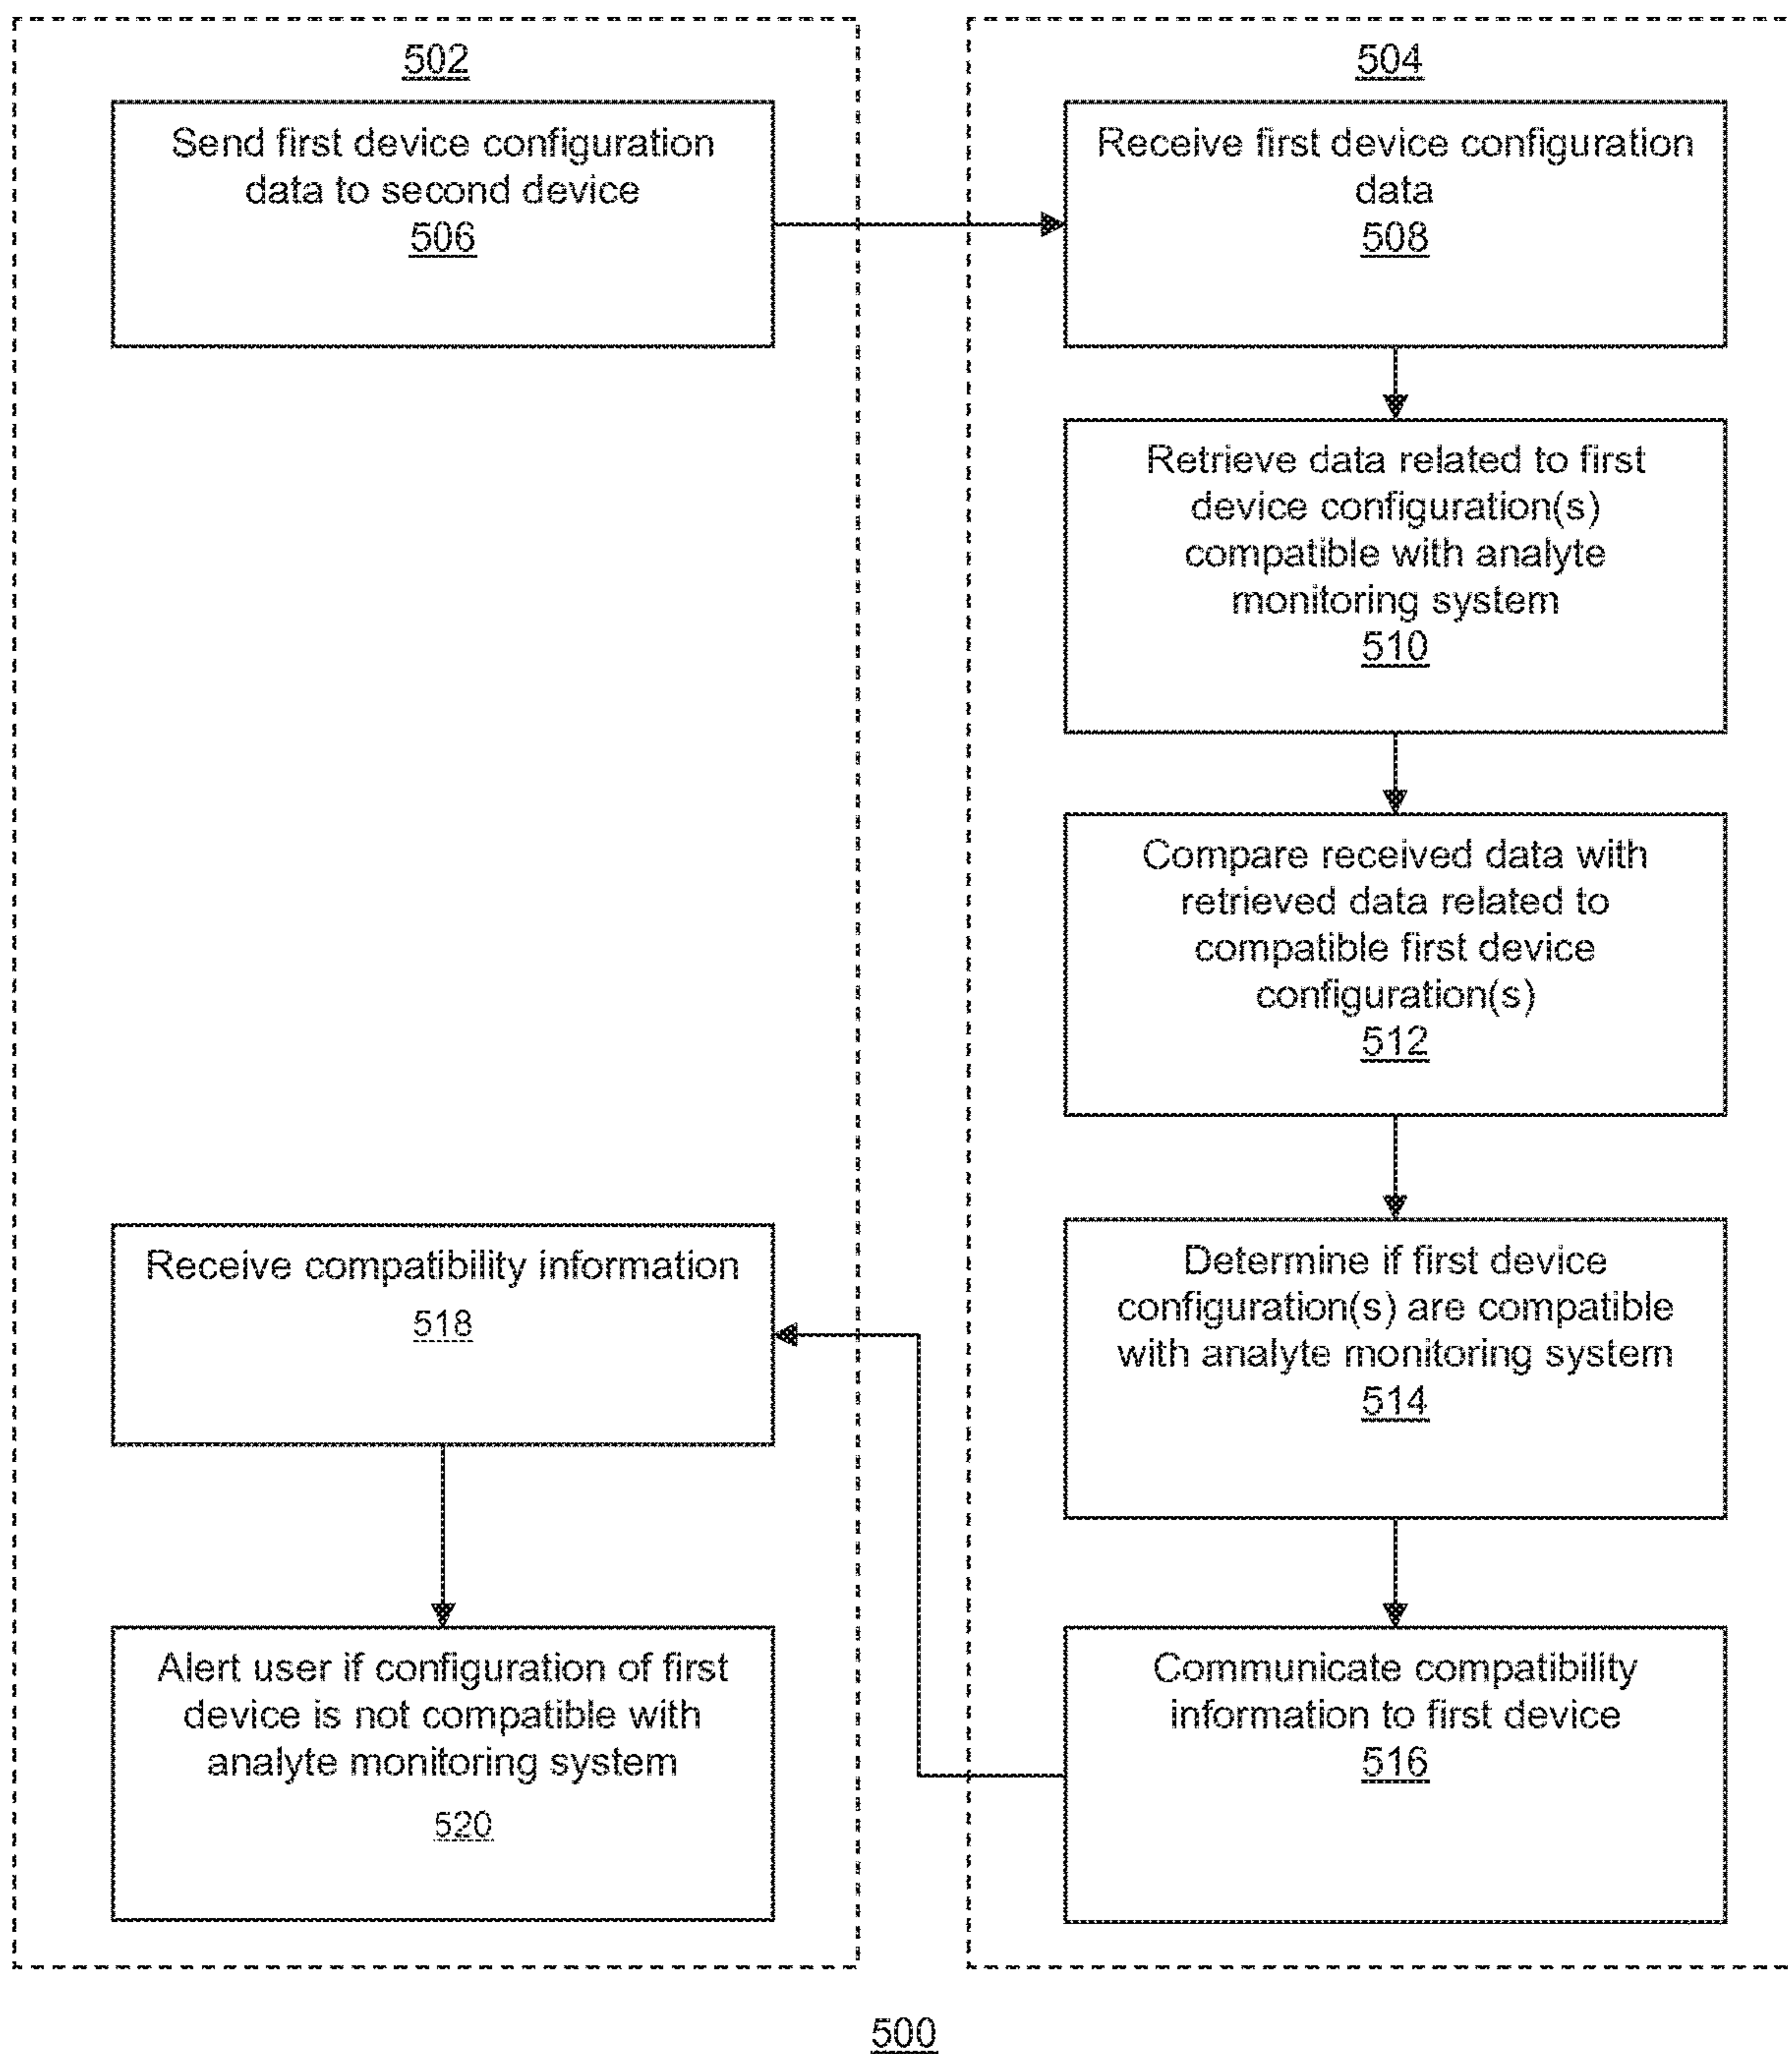 502
Send first device configuration
data to second device
506
Receive compatibility information
518
Alert user if configuration of first
device is not compatible with
analyte monitoring system
520
504
Receive first device configuration
data
508
Retrieve data related to first
device configuration(s)
compatible with analyte
monitoring system
510
Compare received data with
retrieved data related to
compatible first device
configuration(s)
512
Determine if first device
configuration(s) are compatible
with analyte monitoring system
514
Communicate compatibility
information to first device
516
500